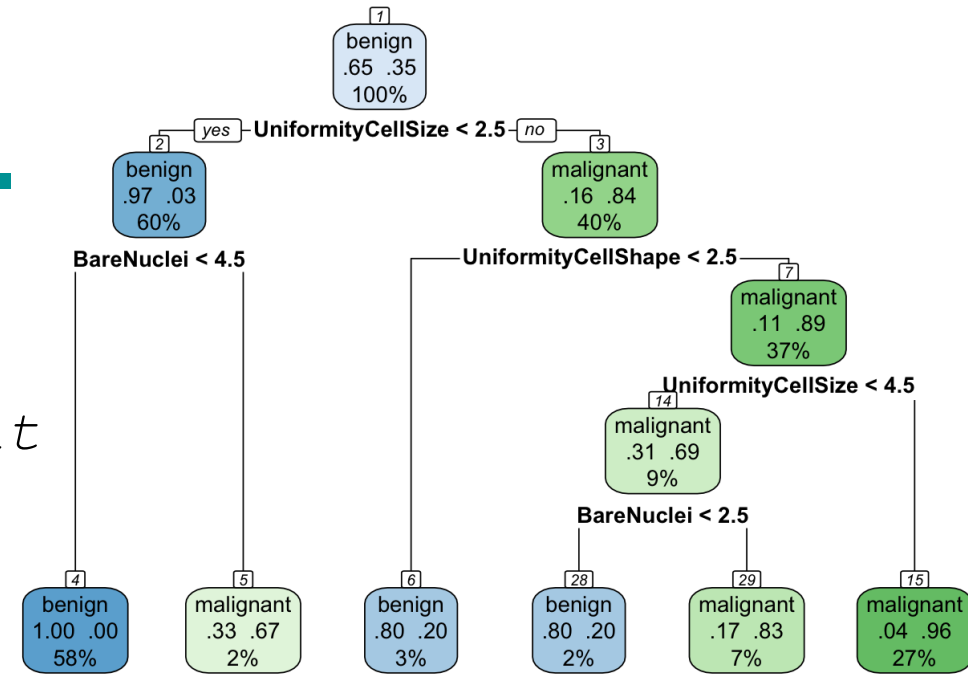 1
benign
.65 .35
100%
yes UniformityCellSize < 2.5 no
2
benign
.97 .03
60%
3
malignant
.16 .84
40%
BareNuclei < 4.5
UniformityCellShape < 2.5
7
malignant
.11 .89
37%
UniformityCellSize < 4.5
14
malignant
.31 .69
9%
t
BareNuclei < 2.5
4
benign
1.00 .00
58%
5
malignant
.33 .67
2%
6
benign
.80 .20
3%
28
benign
.80 .20
2%
29
malignant
.17 .83
7%
15
malignant
.04 .96
27%